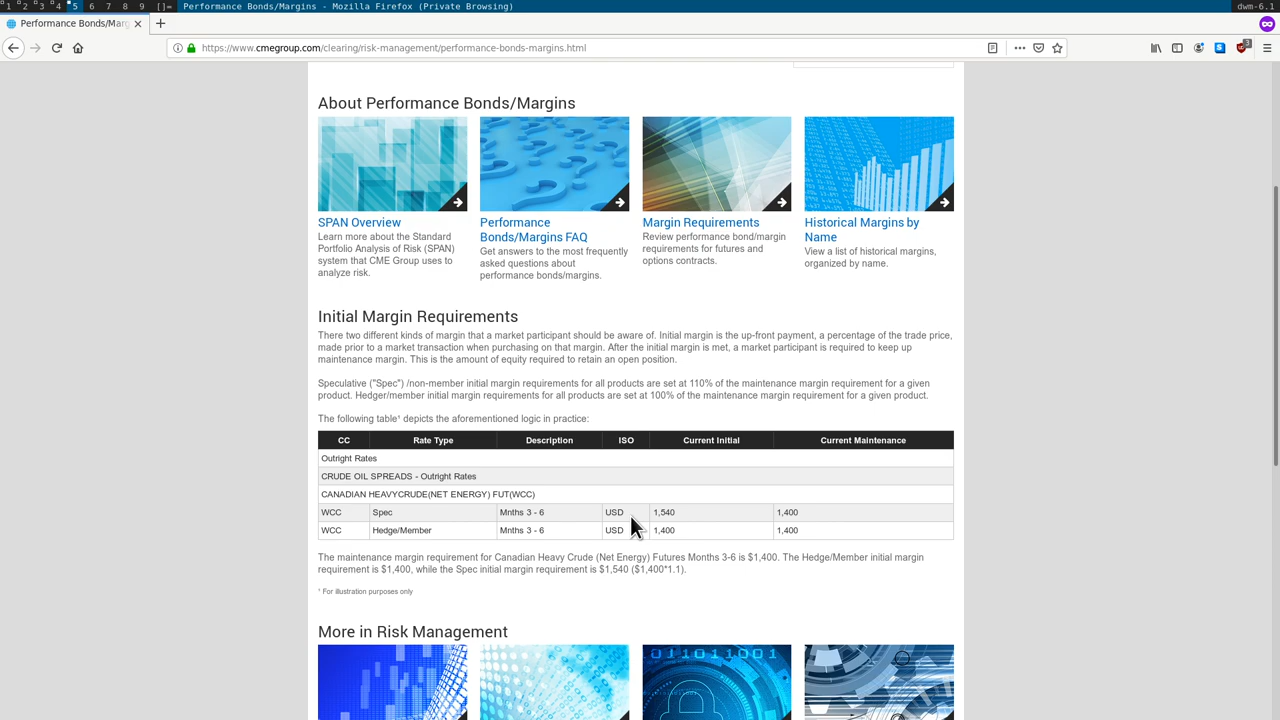 1 2 3 4 5 6 7 8 9 []= Performance Bonds/Margins - Mozilla Firefox (Private Browsing) dwm-6.1
Performance Bonds/Marg
https://www.cmegroup.com/clearing/risk-management/performance-bonds-margins.html
3
About Performance Bonds/Margins
SPAN Overview
Learn more about the Standard
Portfolio Analysis of Risk (SPAN)
system that CME Group uses to
analyze risk.
Performance
Bonds/Margins FAQ
Get answers to the most frequently
asked questions about
performance bonds/margins.
Margin Requirements
Review performance bond/margin
requirements for futures and
options contracts.
Historical Margins by
Name
View a list of historical margins,
organized by name.
Initial Margin Requirements
There two different kinds of margin that a market participant should be aware of. Initial margin is the up-front payment, a percentage of the trade price,
made prior to a market transaction when purchasing on that margin. After the initial margin is met, a market participant is required to keep up
maintenance margin. This is the amount of equity required to retain an open position.
Speculative ("Spec") /non-member initial margin requirements for all products are set at 110% of the maintenance margin requirement for a given
product. Hedger/member initial margin requirements for all products are set at 100% of the maintenance margin requirement for a given product.
The following table¹ depicts the aforementioned logic in practice:
CC Rate Type Description ISO Current Initial Current Maintenance
Outright Rates
CRUDE OIL SPREADS - Outright Rates
CANADIAN HEAVYCRUDE(NET ENERGY) FUT(WCC)
WCC Spec Mnths 3 - 6 USD 1,540 1,400
WCC Hedge/Member Mnths 3 - 6 USD 1,400 1,400
The maintenance margin requirement for Canadian Heavy Crude (Net Energy) Futures Months 3-6 is $1,400. The Hedge/Member initial margin
requirement is $1,400, while the Spec initial margin requirement is $1,540 ($1,400*1.1).
¹ For illustration purposes only
More in Risk Management
01011001